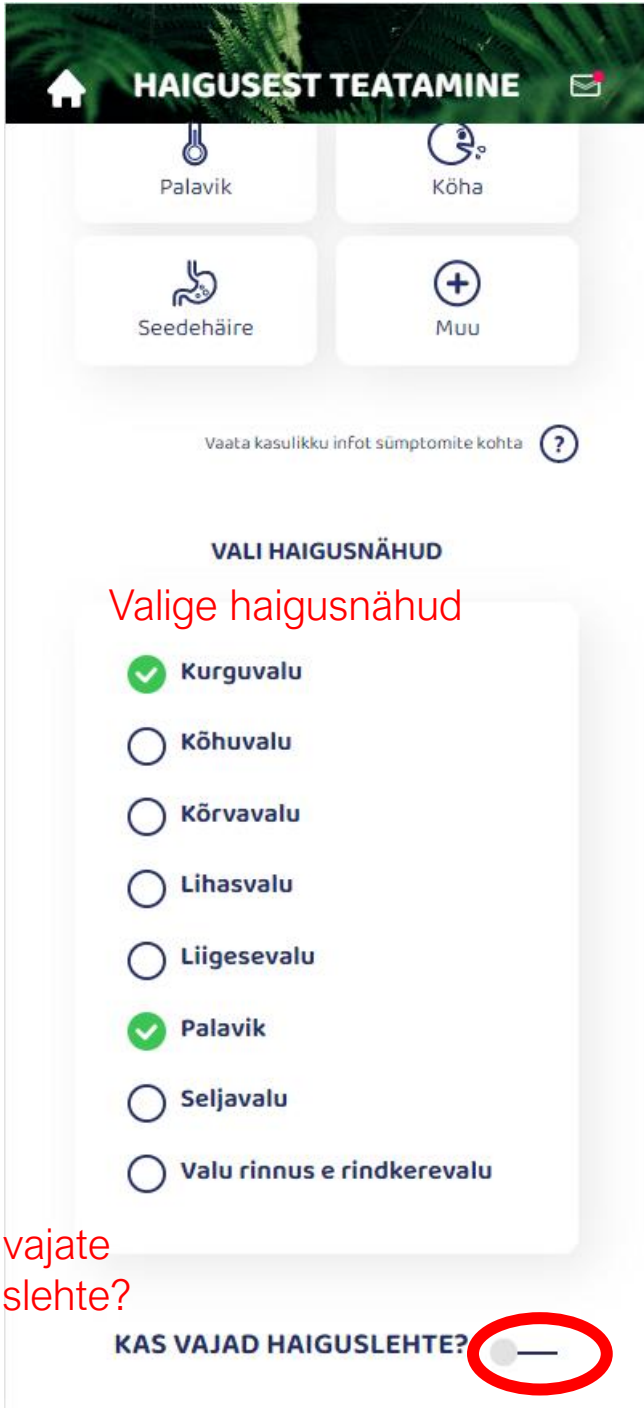 HAIGUSEST TEATAMINE
Palavik
Köha
Seedehäire
Muu
Vaata kasulikku infot sümptomite kohta ?
VALI HAIGUSNÄHUD
Valige haigusnähud
Kurguvalu
Kõhuvalu
Kõrvavalu
Lihasvalu
Liigesevalu
Palavik
Seljavalu
Valu rinnus e rindkerevalu
vajate
slehte?
KAS VAJAD HAIGUSLEHTE?